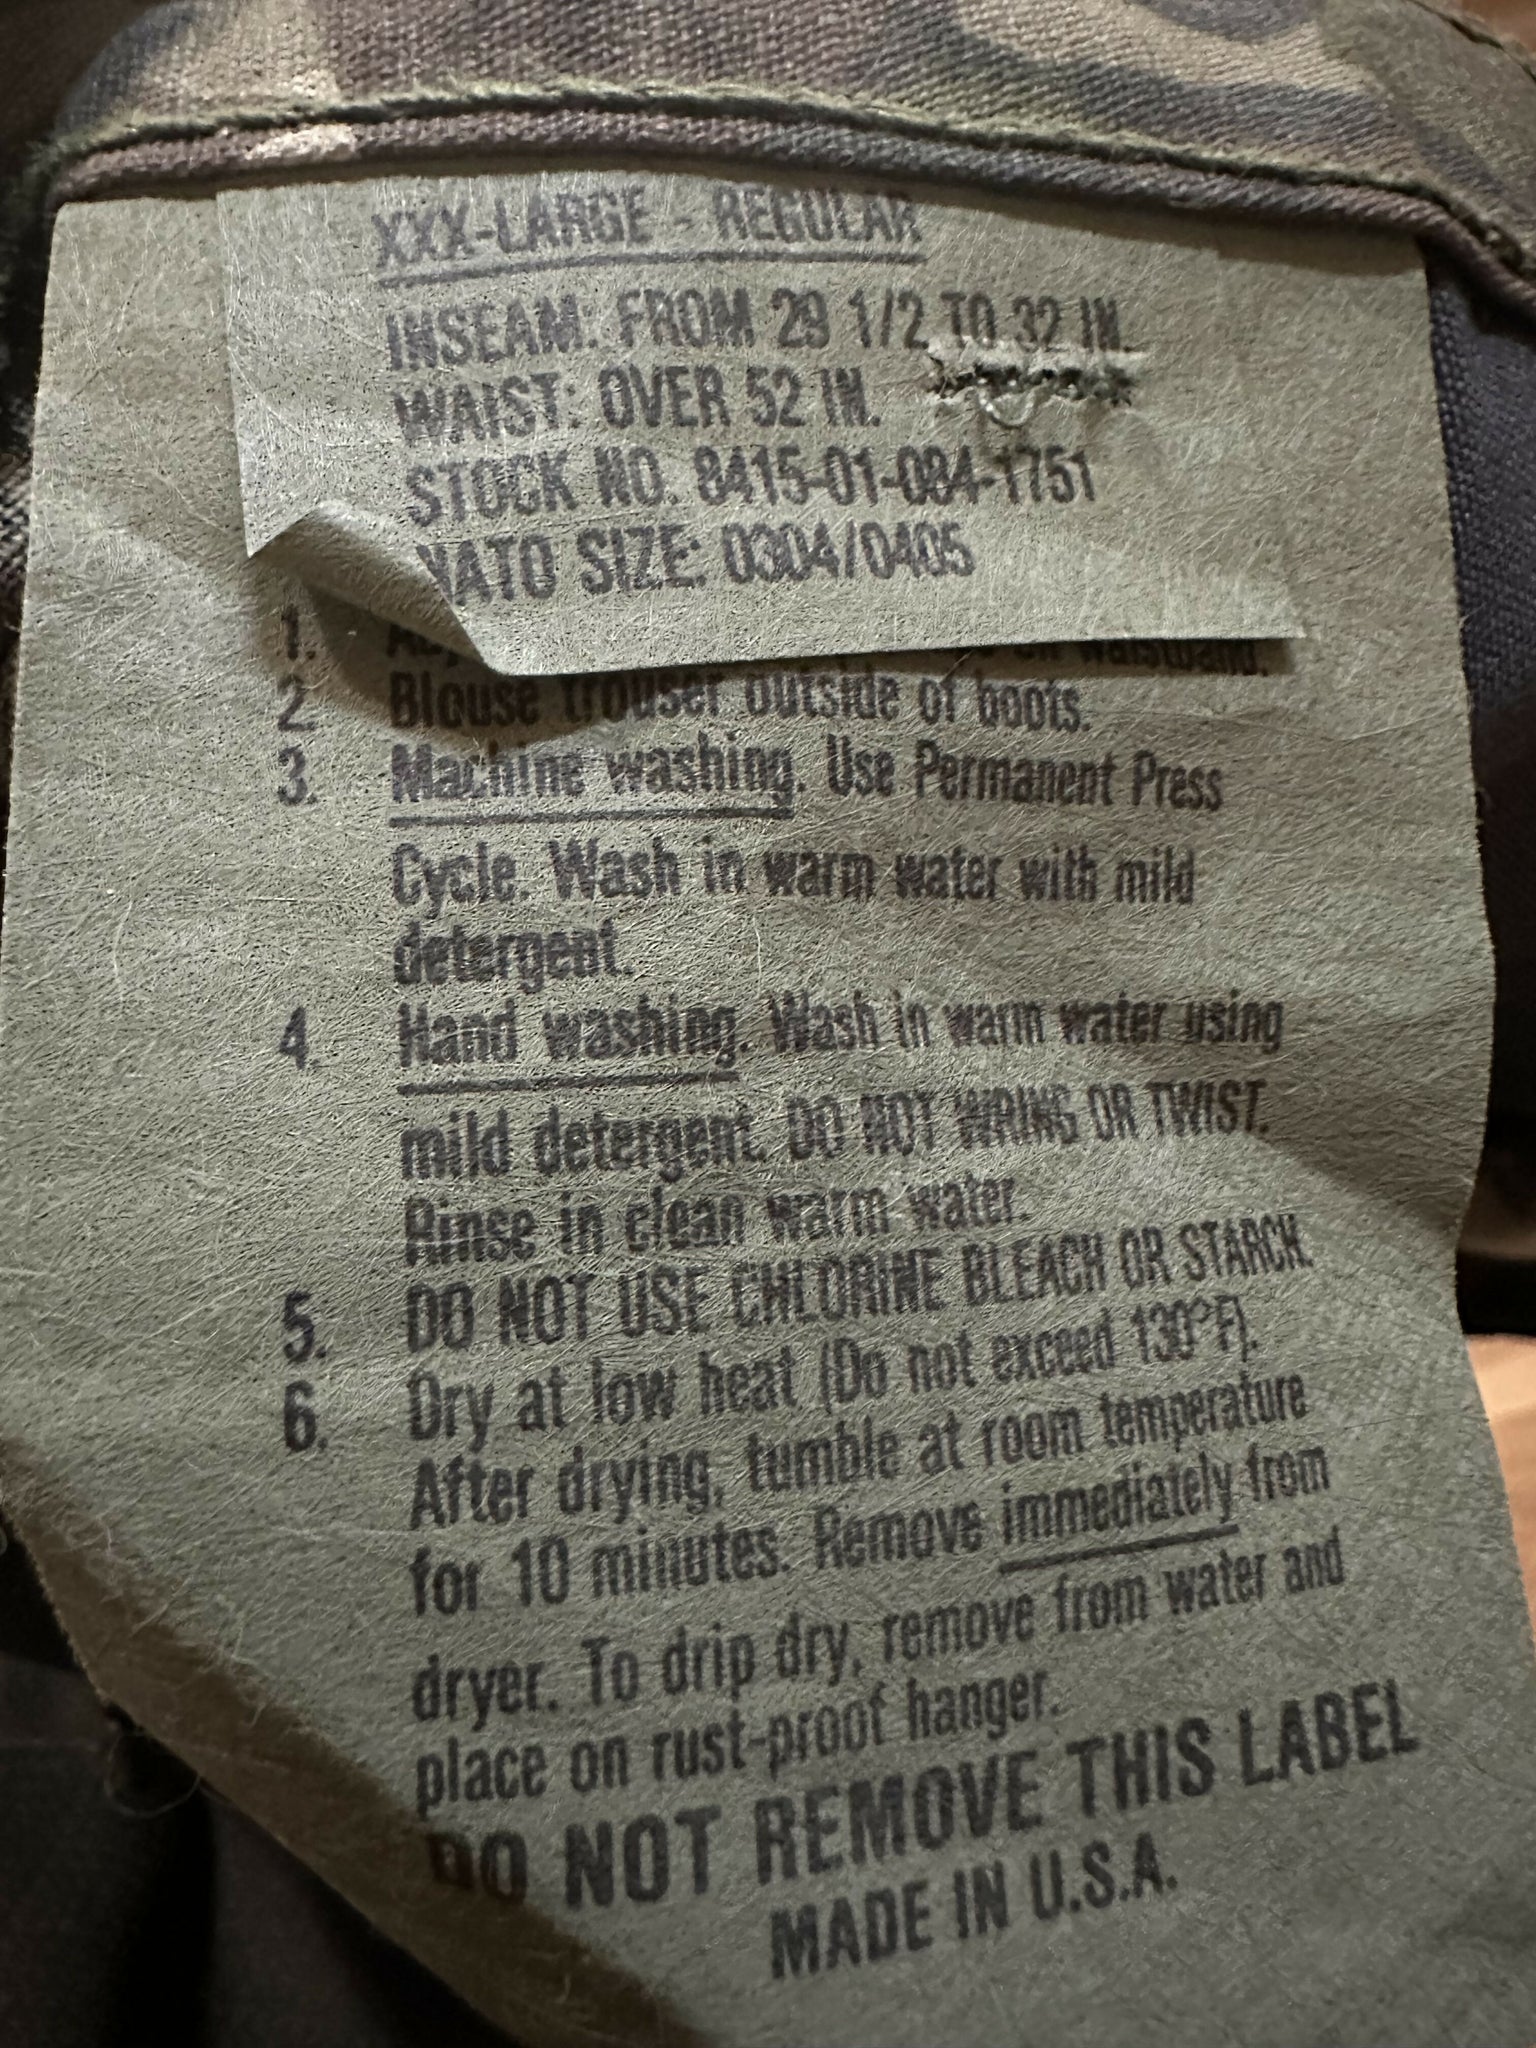 XXX-LARGE - REGULAR
INSEAM: FROM 29 1/2 TO 32 IN.
WAIST: OVER 52 IN.
STOCK NO. 8415-01-084-1751
NATO SIZE: 0304/0405
1. waistband.
2. Blouse trouser outside of boots.
3. Machine washing. Use Permanent Press
Cycle. Wash in warm water with mild
detergent.
4. Hand washing. Wash in warm water using
mild detergent. DO NOT WRING OR TWIST.
Rinse in clean warm water.
5. DO NOT USE CHLORINE BLEACH OR STARCH.
6. Dry at low heat (Do not exceed 130°F).
After drying, tumble at room temperature
for 10 minutes. Remove immediately from
dryer. To drip dry, remove from water and
place on rust-proof hanger.
DO NOT REMOVE THIS LABEL
MADE IN U.S.A.